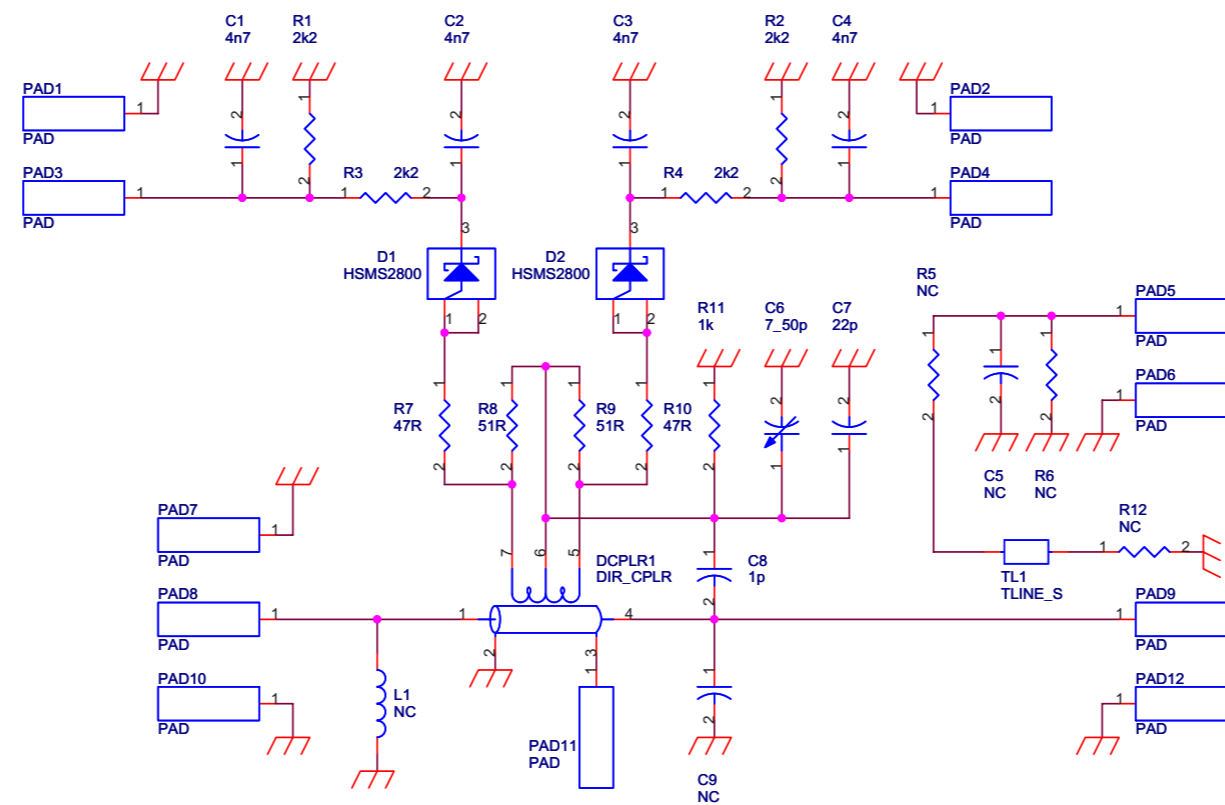 C1
4n7
R1
2k2
C2
4n7
C3
4n7
R2
2k2
C4
4n7
PAD1
1
PAD
2
1
1
2
2
1
2
1
1
2
2
1
PAD2
1
PAD
PAD3
1
PAD
R3 2k2
1 2
R4 2k2
1 2
PAD4
1
PAD
D1
HSMS2800
3
1 2
D2
HSMS2800
3
1 2
R5
NC
1
2
PAD5
1
PAD
R11
1k
1
2
C6
7_50p
2
1
C7
22p
2
1
1
2
1
2
PAD6
1
PAD
R7
47R
1
2
R8
51R
1
2
R9
51R
1
2
R10
47R
1
2
C5
NC
R6
NC
PAD7
1
PAD
7
6
5
DCPLR1
DIR_CPLR
1
2
C8
1p
R12
NC
1 2
TL1
TLINE_S
PAD8
1
PAD
1
4
2
3
PAD9
1
PAD
PAD10
1
PAD
L1
NC
1
PAD11
PAD
1
2
C9
NC
PAD12
1
PAD